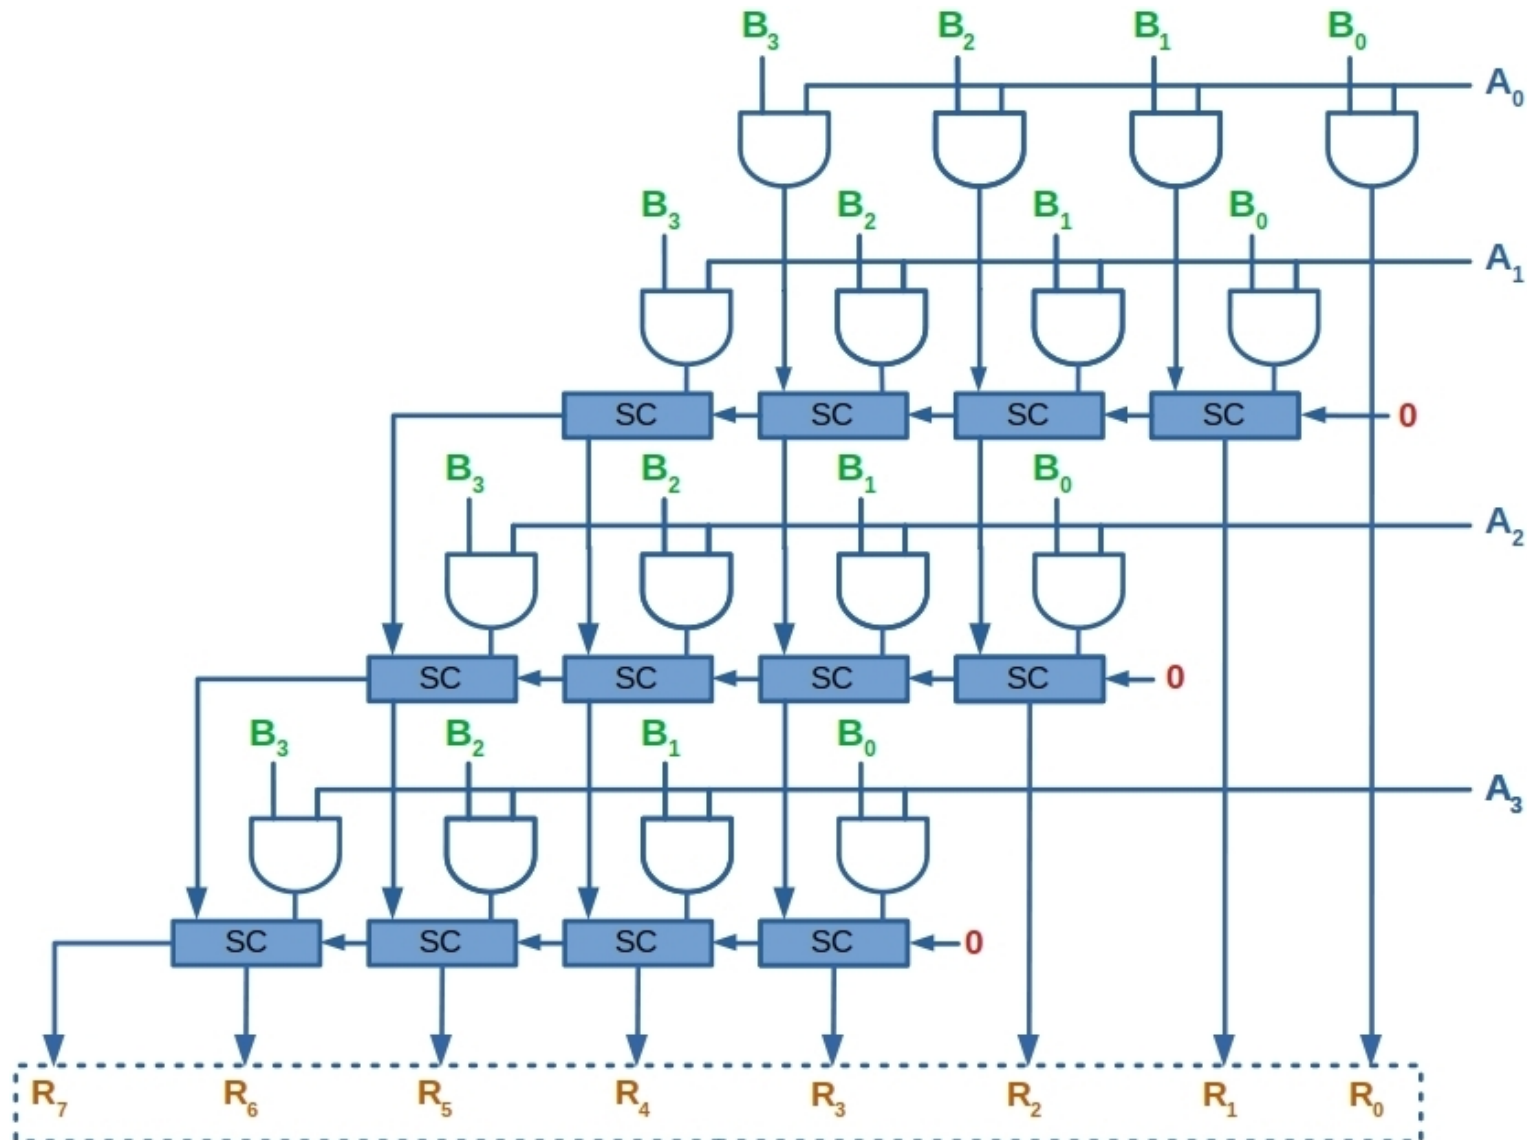 B3 B2 B1 B0
A0
B3 B2 B1 B0
A1
SC SC SC SC 0
B3 B2 B1 B0
A2
SC SC SC SC 0
B3 B2 B1 B0
A3
SC SC SC SC 0
R7 R6 R5 R4 R3 R2 R1 R0